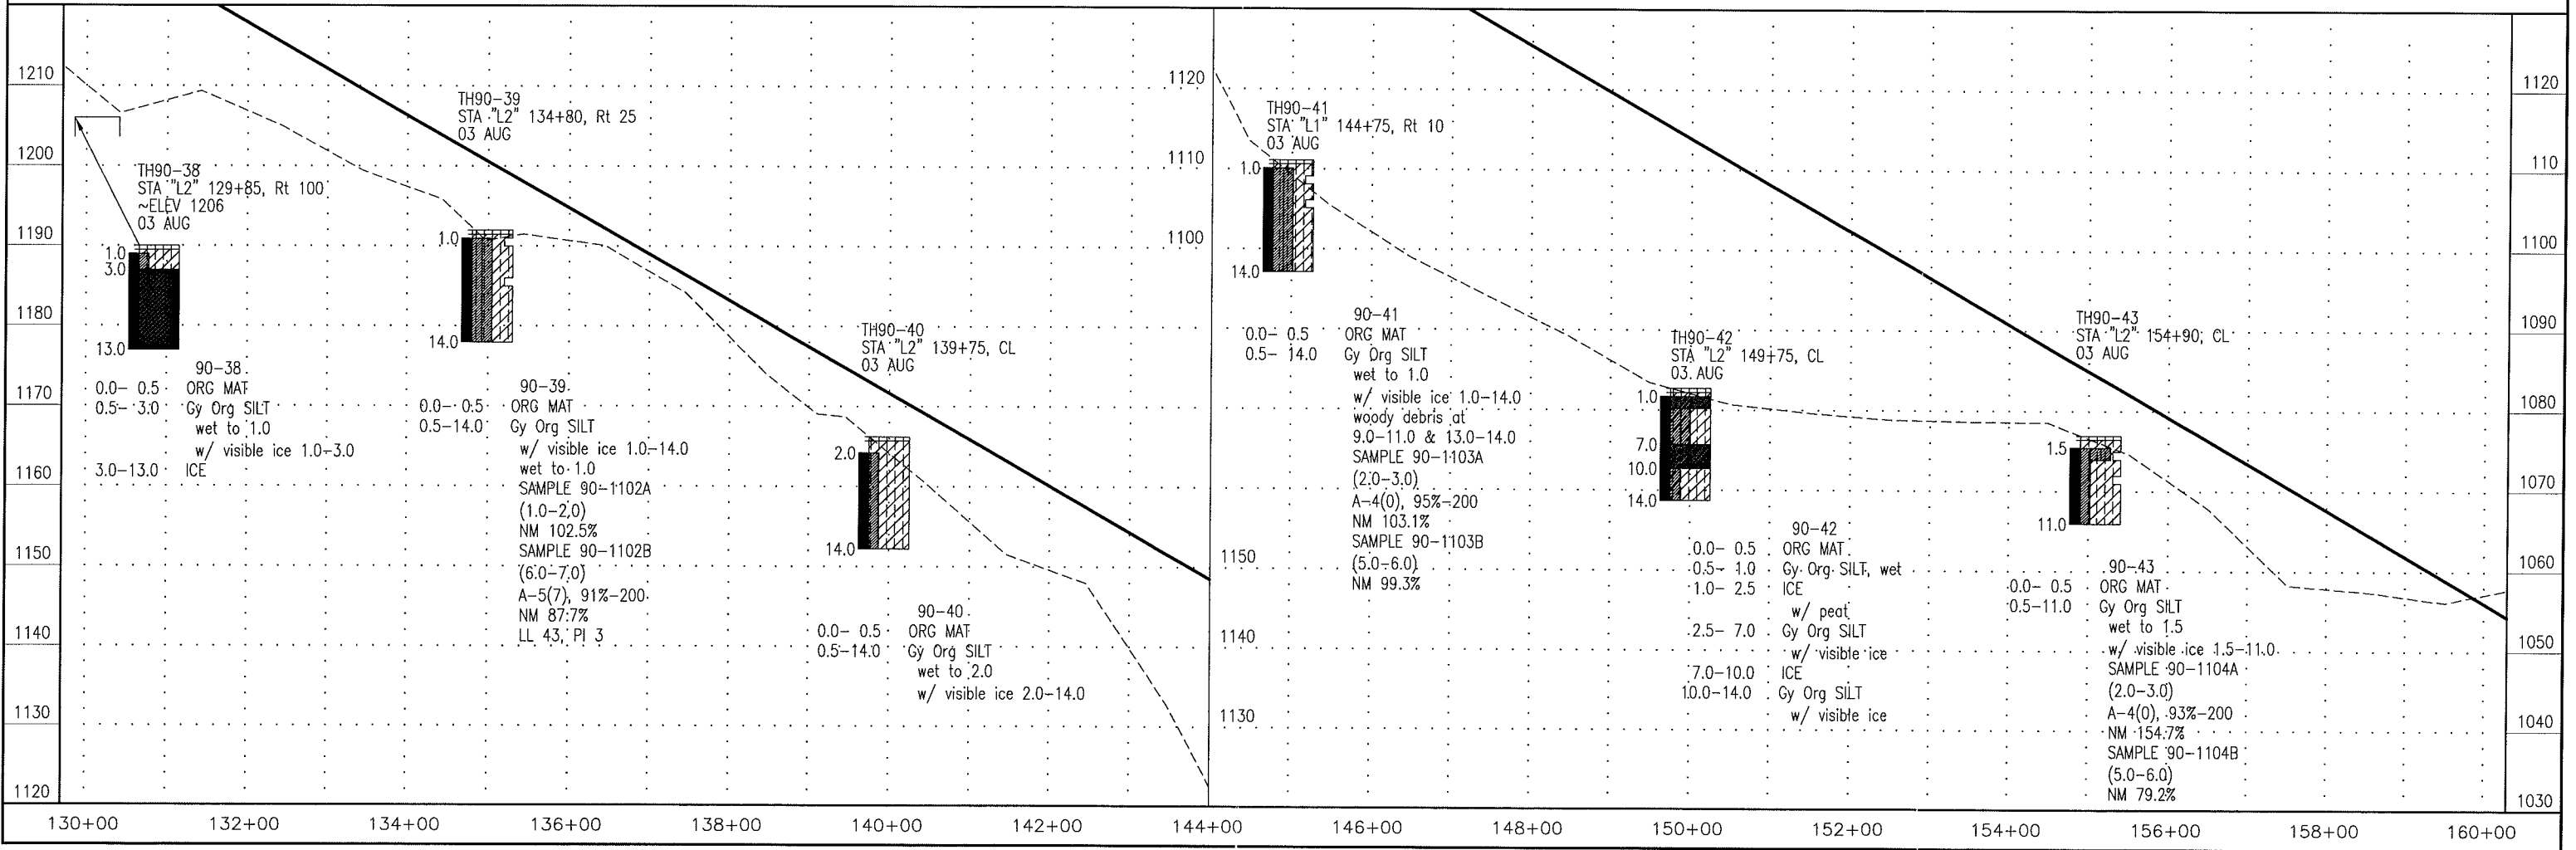 1210
1200
1190
1180
1170
1160
1150
1140
1130
1120
TH90-38
STA "L2" 129+85, Rt 100
~ELEV 1206
03 AUG
1.0
3.0
13.0
90-38
0.0- 0.5 ORG MAT
0.5- 3.0 Gy Org SILT
wet to 1.0
w/ visible ice 1.0-3.0
3.0-13.0 ICE
TH90-39
STA "L2" 134+80, Rt 25
03 AUG
1.0
14.0
90-39
0.0- 0.5 ORG MAT
0.5-14.0 Gy Org SILT
w/ visible ice 1.0-14.0
wet to 1.0
SAMPLE 90-1102A
(1.0-2.0)
NM 102.5%
SAMPLE 90-1102B
(6.0-7.0)
A-5(7), 91%-200
NM 87.7%
LL 43, PI 3
TH90-40
STA "L2" 139+75, CL
03 AUG
2.0
14.0
90-40
0.0- 0.5 ORG MAT
0.5-14.0 Gy Org SILT
wet to 2.0
w/ visible ice 2.0-14.0
1120
1110
1100
1150
1140
1130
TH90-41
STA "L1" 144+75, Rt 10
03 AUG
1.0
14.0
90-41
0.0- 0.5 ORG MAT
0.5- 14.0 Gy Org SILT
wet to 1.0
w/ visible ice 1.0-14.0
woody debris at
9.0-11.0 & 13.0-14.0
SAMPLE 90-1103A
(2.0-3.0)
A-4(0), 95%-200
NM 103.1%
SAMPLE 90-1103B
(5.0-6.0)
NM 99.3%
TH90-42
STA "L2" 149+75, CL
03 AUG
1.0
7.0
10.0
14.0
90-42
0.0- 0.5 ORG MAT
0.5- 1.0 Gy Org SILT, wet
1.0- 2.5 ICE
w/ peat
2.5- 7.0 Gy Org SILT
w/ visible ice
7.0-10.0 ICE
10.0-14.0 Gy Org SILT
w/ visible ice
TH90-43
STA "L2" 154+90, CL
03 AUG
1.5
11.0
90-43
0.0- 0.5 ORG MAT
0.5-11.0 Gy Org SILT
wet to 1.5
w/ visible ice 1.5-11.0
SAMPLE 90-1104A
(2.0-3.0)
A-4(0), 93%-200
NM 154.7%
SAMPLE 90-1104B
(5.0-6.0)
NM 79.2%
1120
110
1100
1090
1080
1070
1060
1050
1040
1030
130+00 132+00 134+00 136+00 138+00 140+00 142+00 144+00 146+00 148+00 150+00 152+00 154+00 156+00 158+00 160+00